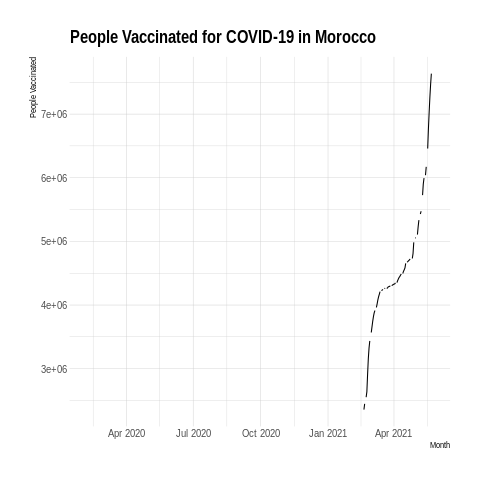 People Vaccinated for COVID-19 in Morocco
People Vaccinated
7e+06
6e+06
5e+06
4e+06
3e+06
Apr 2020 Jul 2020 Oct 2020 Jan 2021 Apr 2021
Month